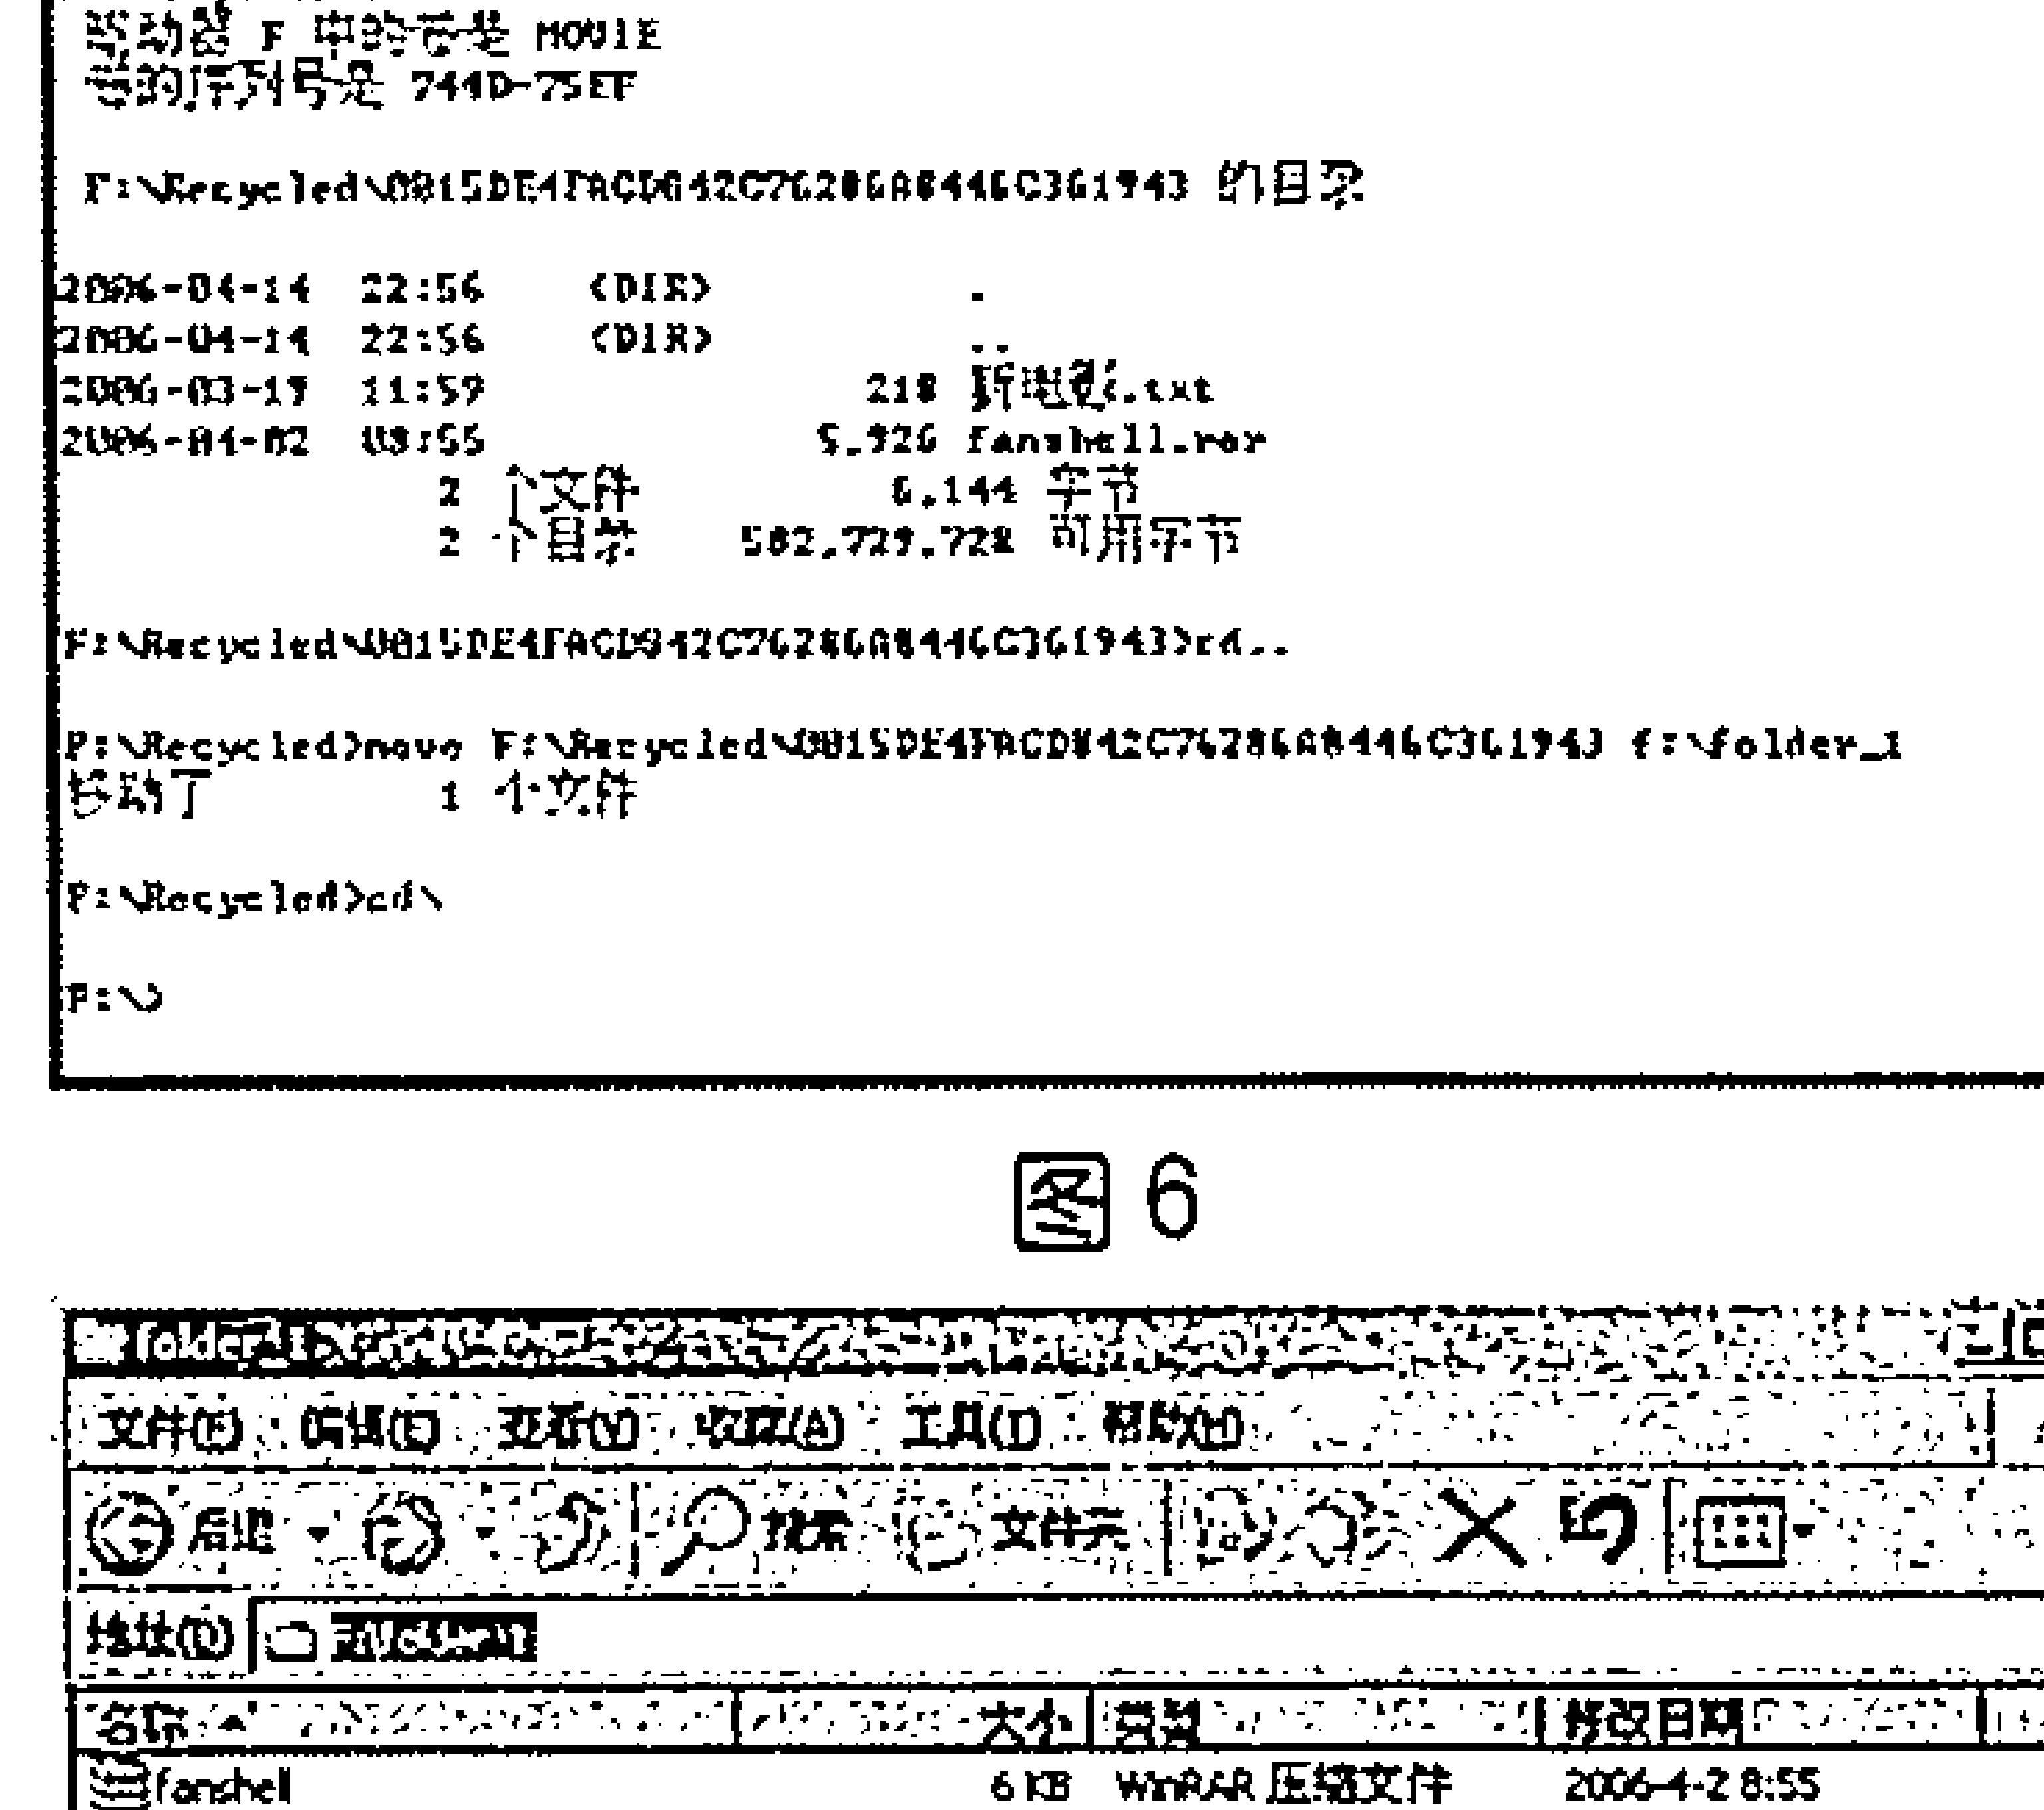 驱动器 F 中的卷是 MOVIE
卷的序列号是 744D-75EF
F:\Recycled\ 的目录
2006-04-14 22:56 <DIR> .
2006-04-14 22:56 <DIR> ..
2006-03-19 11:59 218 .txt
2006-04-02 08:55 5,926 fanshell.rar
2 个文件 6,144 字节
2 个目录 582,729,728 可用字节
F:\Recycled\ >cd..
F:\Recycled>move F:\Recycled\ f:\folder_1
移动了 1 个文件
F:\Recycled>cd\
F:\>
图 6
folder_1
文件(F) 编辑(E) 查看(V) 收藏(A) 工具(T) 帮助(H)
后退 搜索 文件夹
地址(D) F:\folder_1
名称 大小 类型 修改日期
fanshell 6 KB WinRAR 压缩文件 2006-4-2 8:55